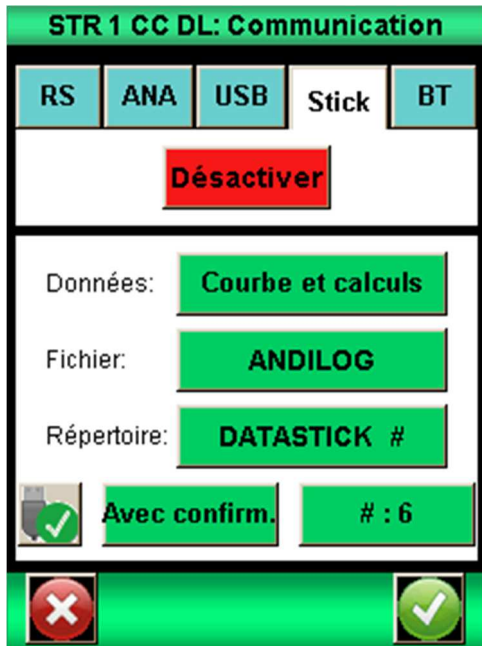 STR 1 CC DL: Communication
RS ANA USB Stick BT
Désactiver
Données: Courbe et calculs
Fichier: ANDILOG
Répertoire: DATASTICK #
Avec confirm. # : 6